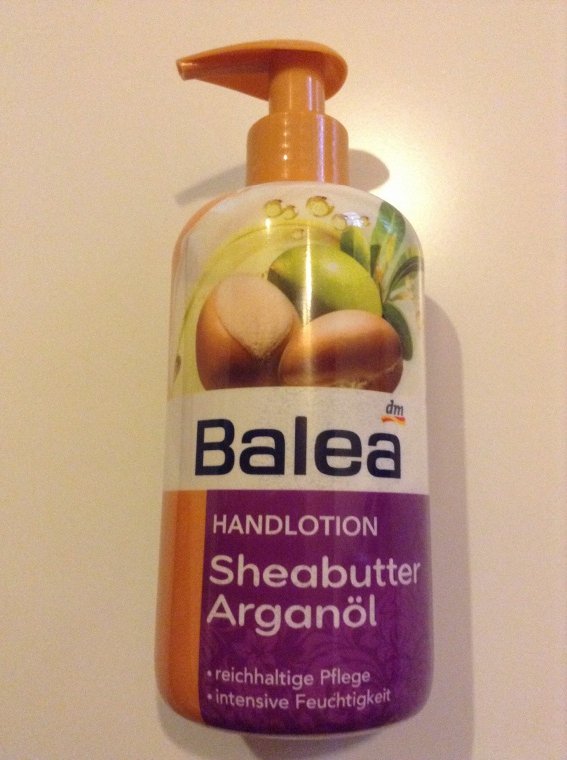 dm
Balea
HANDLOTION
Sheabutter
Arganöl
• reichhaltige Pflege
• intensive Feuchtigkeit